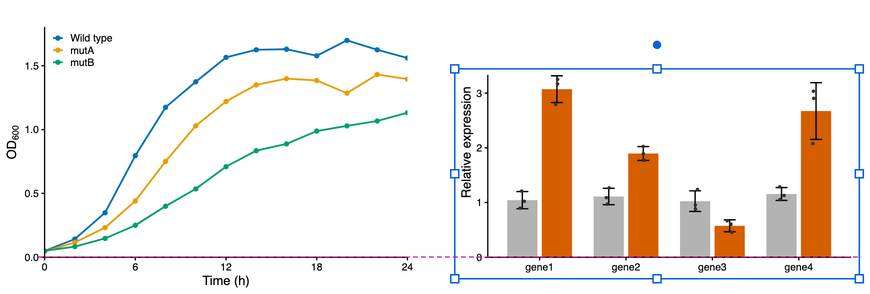 Wild type
mutA
mutB
OD600
1.5
1.0
0.5
0.0
0 6 12 18 24
Time (h)
Relative expression
3
2
1
0
gene1 gene2 gene3 gene4